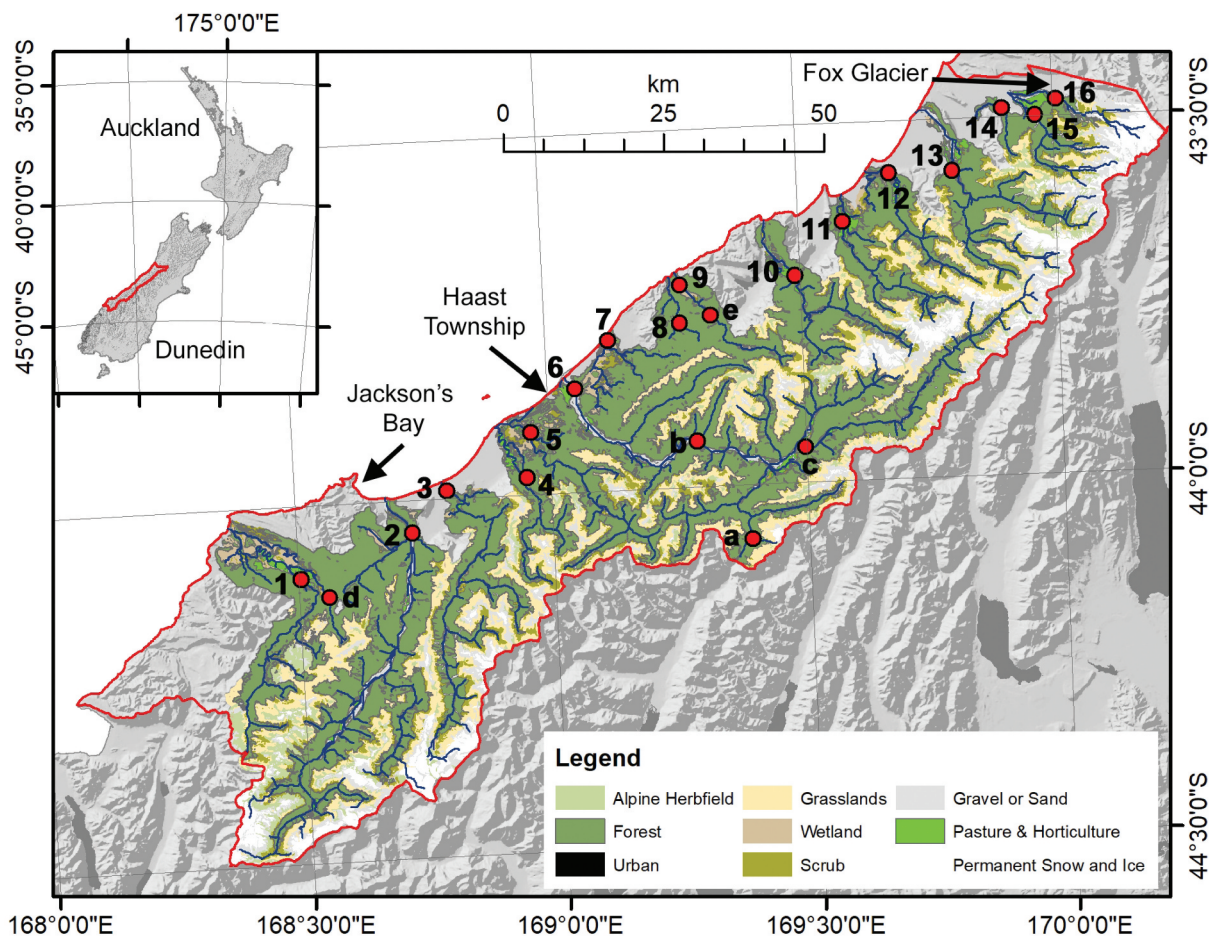 175°0'0"E
35°0'0"S
40°0'0"S
45°0'0"S
Auckland
Dunedin
km
0
25
50
Fox Glacier
43°30'0"S
44°0'0"S
44°30'0"S
16
15
14
13
12
11
10
9
e
8
7
Haast
Township
6
Jackson's
Bay
5
b
c
4
3
a
2
1
d
Legend
Alpine Herbfield
Grasslands
Gravel or Sand
Forest
Wetland
Pasture & Horticulture
Urban
Scrub
Permanent Snow and Ice
168°0'0"E
168°30'0"E
169°0'0"E
169°30'0"E
170°0'0"E